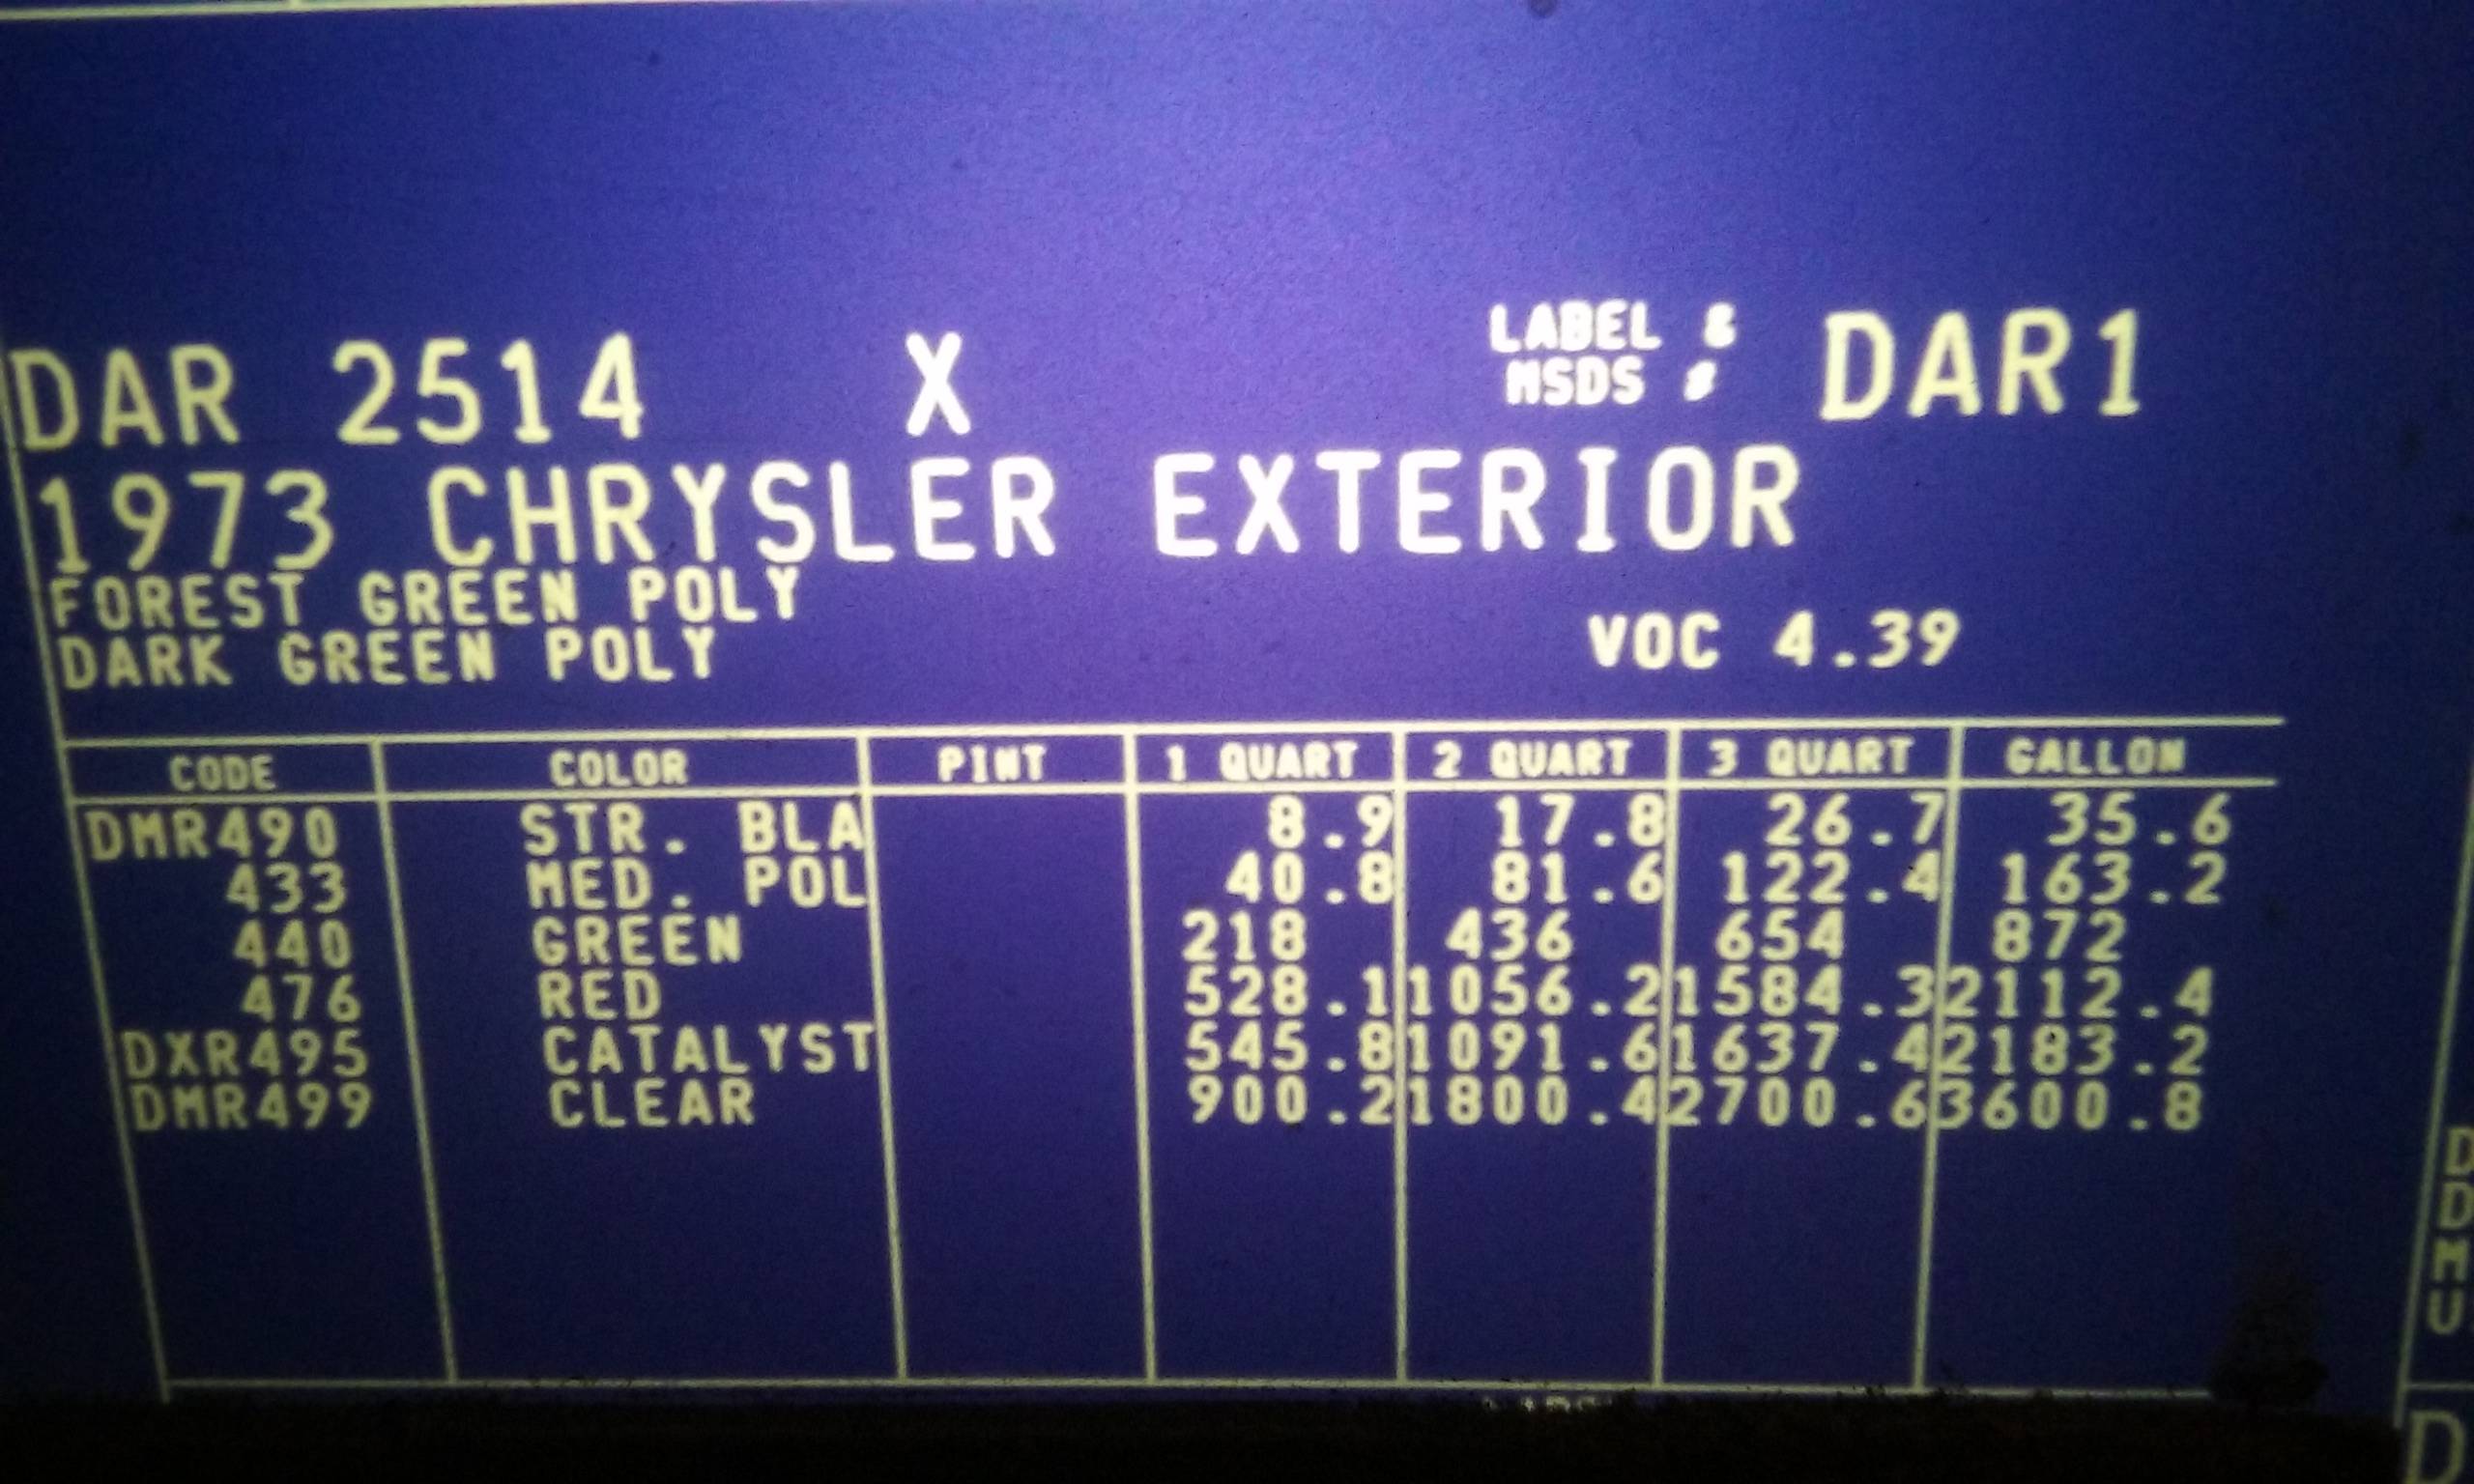 DAR 2514 X LABEL & DAR1
MSDS #
1973 CHRYSLER EXTERIOR
FOREST GREEN POLY
DARK GREEN POLY VOC 4.39
CODE COLOR PINT 1 QUART 2 QUART 3 QUART GALLON
DMR490 STR. BLA 8.9 17.8 26.7 35.6
433 MED. POL 40.8 81.6 122.4 163.2
440 GREEN 218 436 654 872
476 RED 528.1 1056.2 1584.3 2112.4
DXR495 CATALYST 545.8 1091.6 1637.4 2183.2
DMR499 CLEAR 900.2 1800.4 2700.6 3600.8
D
D
M
U
D